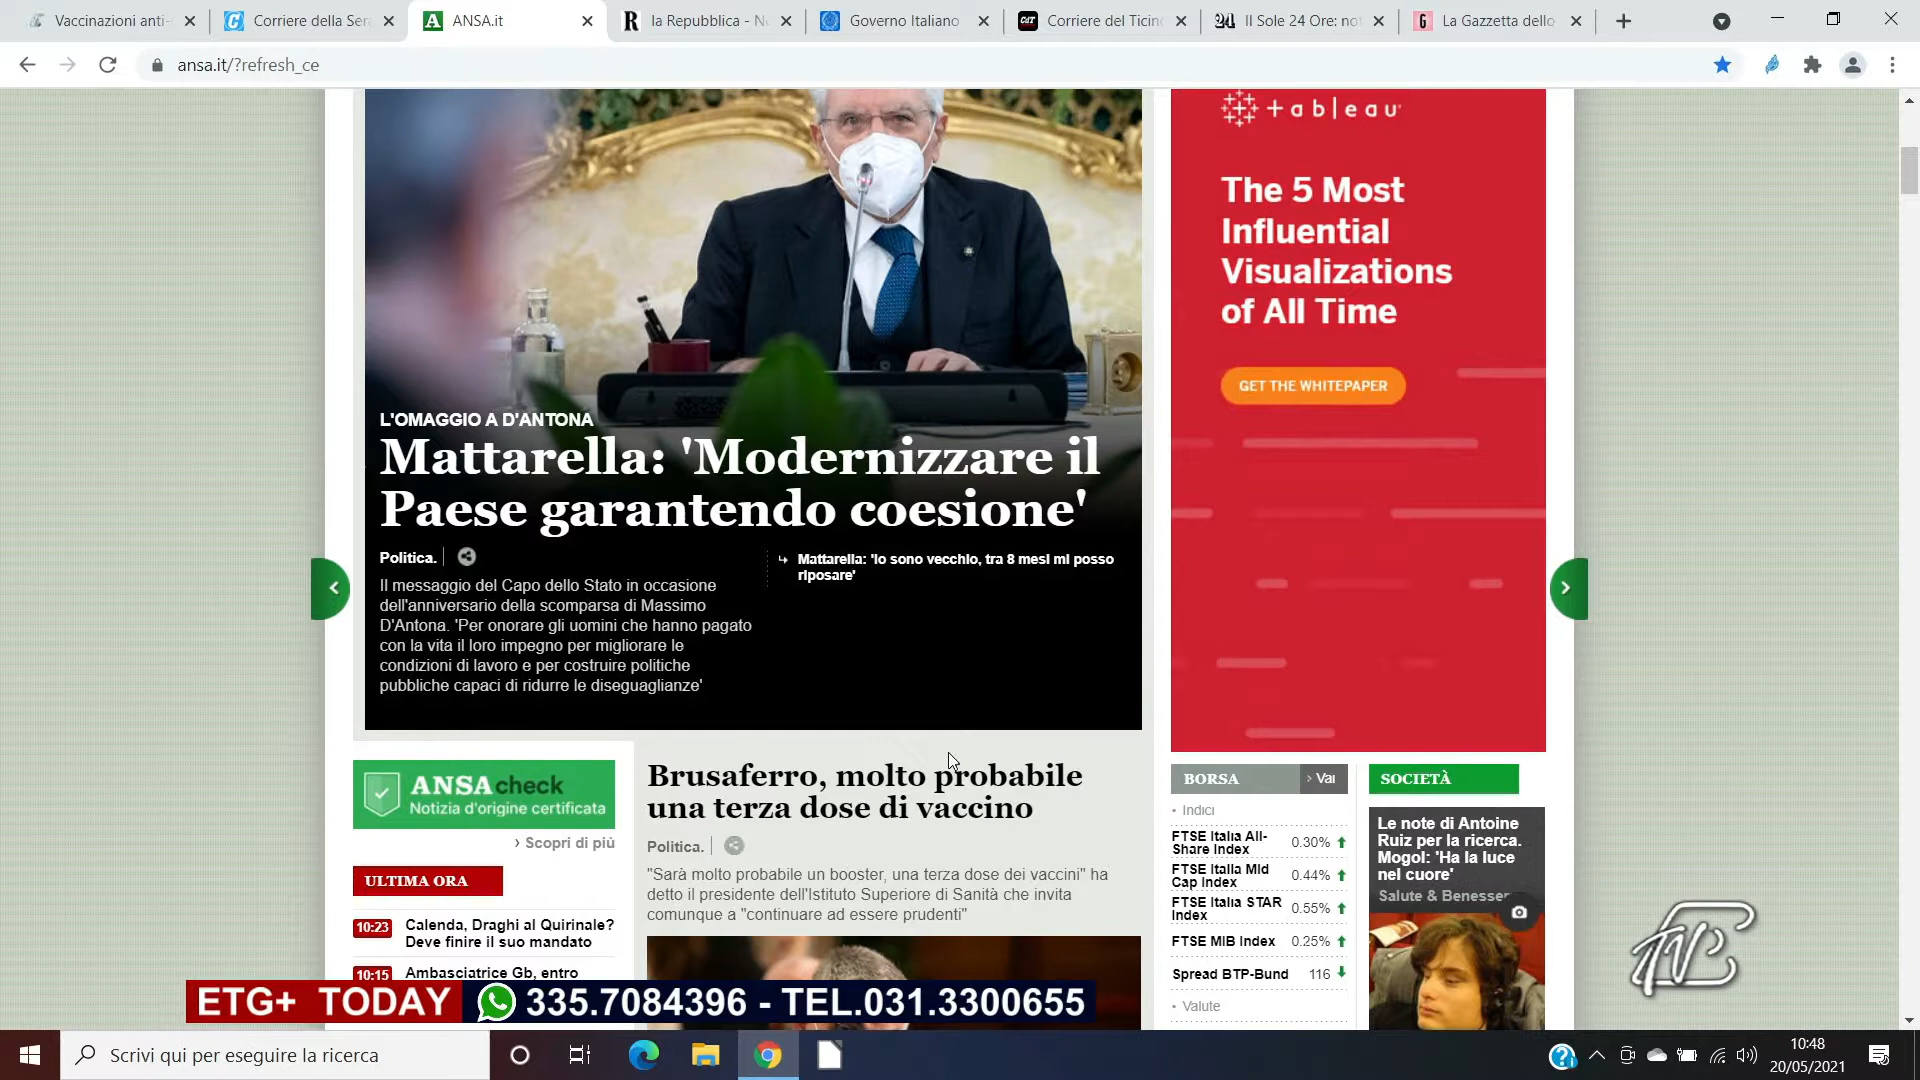 Vaccinazioni anti-
Corriere della Sera
ANSA.it
la Repubblica - N
Governo Italiano
Corriere del Ticino
Il Sole 24 Ore: not
La Gazzetta dello
ansa.it/?refresh_ce
L'OMAGGIO A D'ANTONA
Mattarella: 'Modernizzare il
Paese garantendo coesione'
Politica.
Il messaggio del Capo dello Stato in occasione
dell'anniversario della scomparsa di Massimo
D'Antona. 'Per onorare gli uomini che hanno pagato
con la vita il loro impegno per migliorare le
condizioni di lavoro e per costruire politiche
pubbliche capaci di ridurre le diseguaglianze'
Mattarella: 'Io sono vecchio, tra 8 mesi mi posso
riposare'
+ableau
The 5 Most
Influential
Visualizations
of All Time
GET THE WHITEPAPER
ANSAcheck
Notizia d'origine certificata
› Scopri di più
ULTIMA ORA
10:23 Calenda, Draghi al Quirinale?
Deve finire il suo mandato
10:15 Ambasciatrice Gb, entro
Brusaferro, molto probabile
una terza dose di vaccino
Politica.
"Sarà molto probabile un booster, una terza dose dei vaccini" ha
detto il presidente dell'Istituto Superiore di Sanità che invita
comunque a "continuare ad essere prudenti"
BORSA › Vai
• Indici
FTSE Italia All-
Share Index 0.30%
FTSE Italia Mid
Cap Index 0.44%
FTSE Italia STAR
Index 0.55%
FTSE MIB Index 0.25%
Spread BTP-Bund 116
• Valute
SOCIETÀ
Le note di Antoine
Ruiz per la ricerca.
Mogol: 'Ha la luce
nel cuore'
Salute & Benesser
ETG+ TODAY 335.7084396 - TEL.031.3300655
Scrivi qui per eseguire la ricerca
10:48
20/05/2021